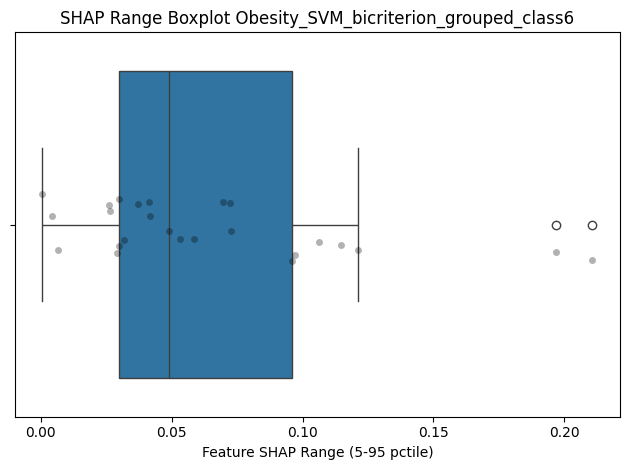 SHAP Range Boxplot Obesity_SVM_bicriterion_grouped_class6
0.00 0.05 0.10 0.15 0.20
Feature SHAP Range (5-95 pctile)